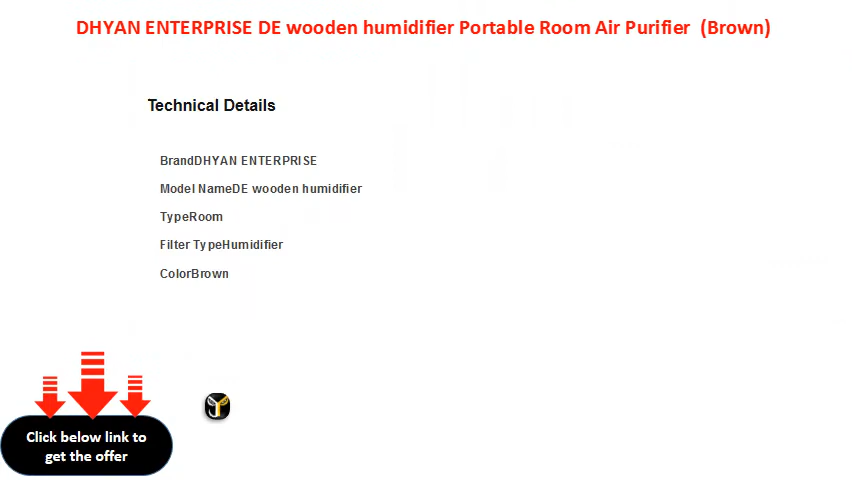 DHYAN ENTERPRISE DE wooden humidifier Portable Room Air Purifier (Brown)
Technical Details
BrandDHYAN ENTERPRISE
Model NameDE wooden humidifier
TypeRoom
Filter TypeHumidifier
ColorBrown
Click below link to
get the offer